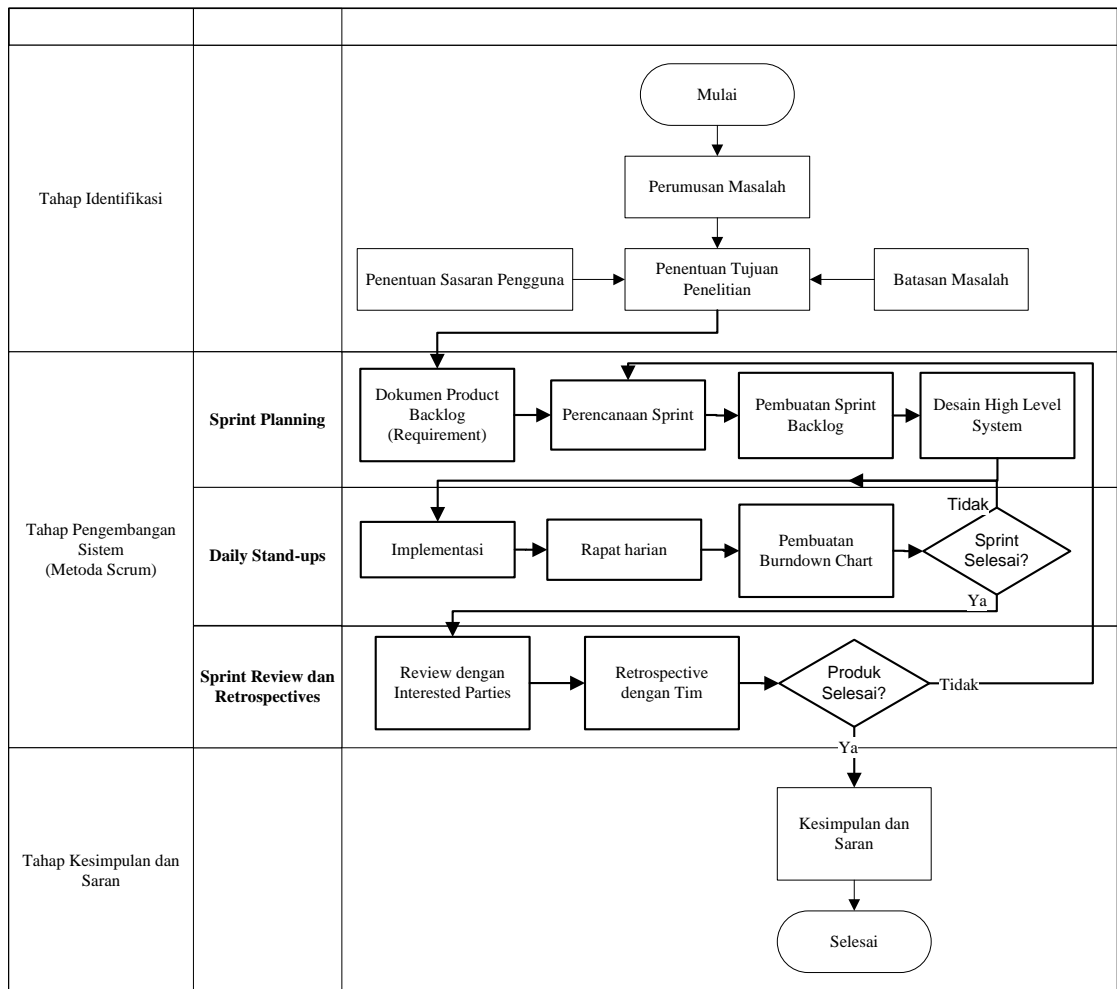 Tahap Identifikasi
Mulai
Perumusan Masalah
Penentuan Sasaran Pengguna
Penentuan Tujuan
Penelitian
Batasan Masalah
Tahap Pengembangan
Sistem
(Metoda Scrum)
Sprint Planning
Dokumen Product
Backlog
(Requirement)
Perencanaan Sprint
Pembuatan Sprint
Backlog
Desain High Level
System
Daily Stand-ups
Implementasi
Rapat harian
Pembuatan
Burndown Chart
Tidak
Sprint
Selesai?
Ya
Sprint Review dan
Retrospectives
Review dengan
Interested Parties
Retrospective
dengan Tim
Produk
Selesai?
Tidak
Ya
Tahap Kesimpulan dan
Saran
Kesimpulan dan
Saran
Selesai